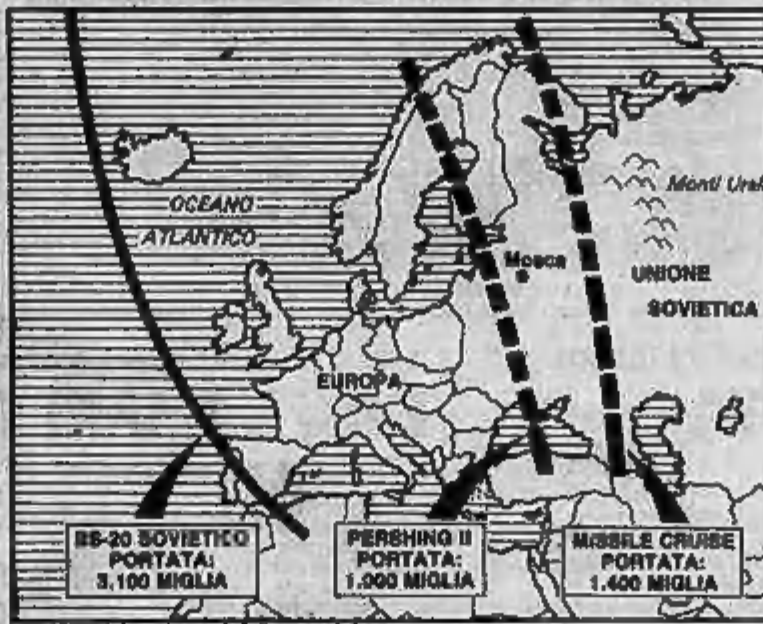 OCEANO
ATLANTICO
Monti Urali
Mosca
UNIONE
SOVIETICA
EUROPA
SS-20 SOVIETICO
PORTATA:
3.100 MIGLIA
PERSHING II
PORTATA:
1.000 MIGLIA
MISSILE CRUISE
PORTATA:
1.400 MIGLIA